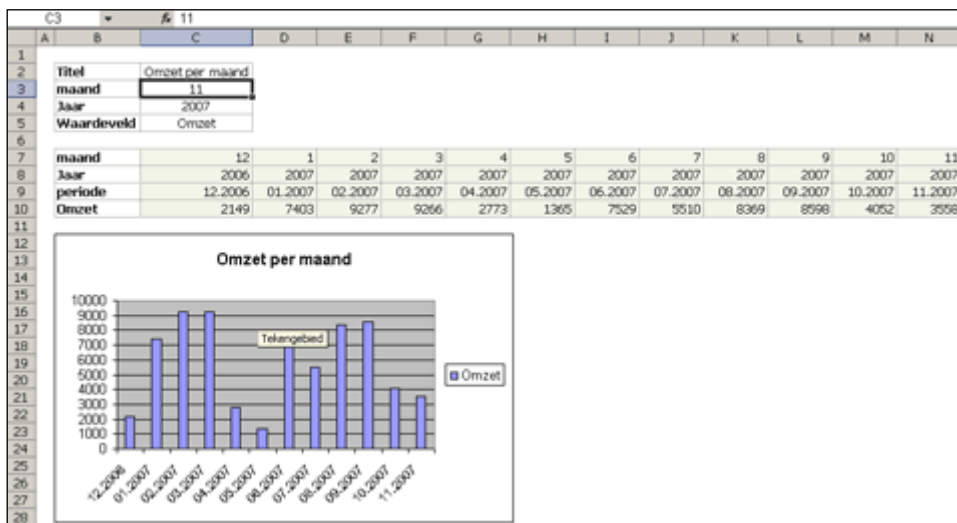 C3 fx 11
A B C D E F G H I J K L M N
1
2 Titel Omzet per maand
3 maand 11
4 Jaar 2007
5 Waardeveld Omzet
6
7 maand 12 1 2 3 4 5 6 7 8 9 10 11
8 Jaar 2006 2007 2007 2007 2007 2007 2007 2007 2007 2007 2007 2007
9 periode 12.2006 01.2007 02.2007 03.2007 04.2007 05.2007 06.2007 07.2007 08.2007 09.2007 10.2007 11.2007
10 Omzet 2149 7403 9277 9266 2773 1365 7529 5510 8369 8598 4052 3558
11
12
13 Omzet per maand
14
15
16 10000
17 9000
8000
18 7000 Tekengebied
19 6000
20 5000 Omzet
21 4000
22 3000
2000
23 1000
24 0
25 12.2006 01.2007 02.2007 03.2007 04.2007 05.2007 06.2007 07.2007 08.2007 09.2007 10.2007 11.2007
26
27
28